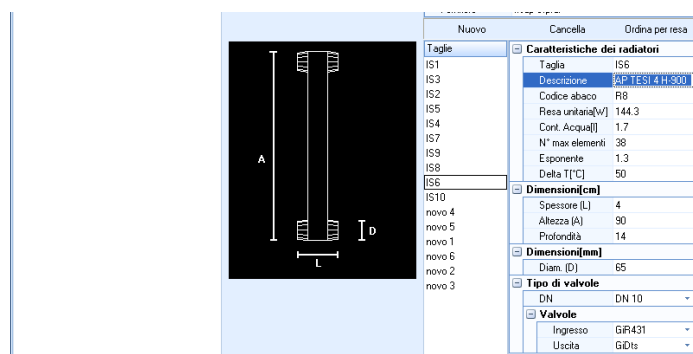 Nuovo Cancella Ordina per resa
Taglie
IS1
IS3
IS2
IS5
IS4
IS7
IS9
IS8
IS6
IS10
novo 4
novo 5
novo 1
novo 6
novo 2
novo 3
Caratteristiche dei radiatori
Taglia IS6
Descrizione AP TESI 4 H-900
Codice abaco R8
Resa unitaria[W] 144.3
Cont. Acqua[l] 1.7
N° max elementi 38
Esponente 1.3
Delta T[°C] 50
Dimensioni[cm]
Spessore (L) 4
Altezza (A) 90
Profondità 14
Dimensioni[mm]
Diam. (D) 65
Tipo di valvole
DN DN 10
Valvole
Ingresso GiR431
Uscita GiDts
A
D
L